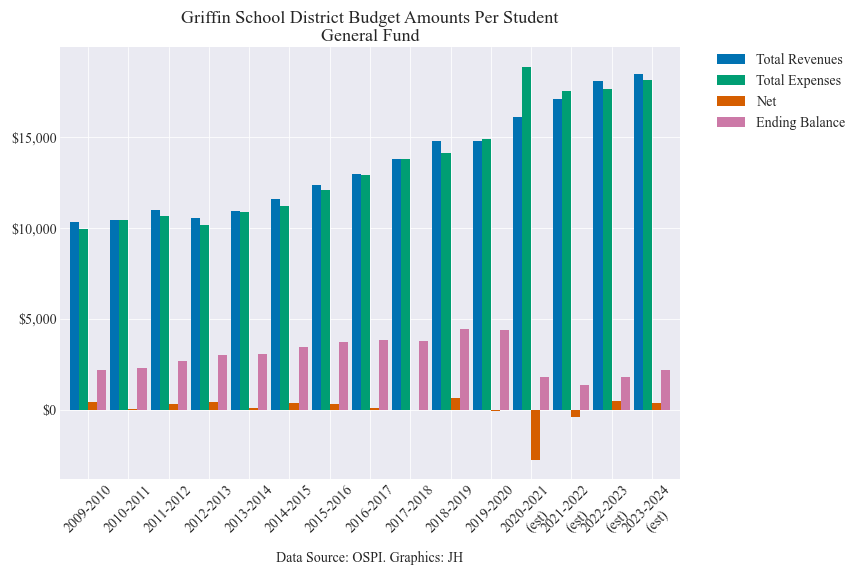 Griffin School District Budget Amounts Per Student
General Fund
Total Revenues
Total Expenses
Net
Ending Balance
$15,000
$10,000
$5,000
$0
2009-2010
2010-2011
2011-2012
2012-2013
2013-2014
2014-2015
2015-2016
2016-2017
2017-2018
2018-2019
2019-2020
2020-2021
(est)
2021-2022
(est)
2022-2023
(est)
2023-2024
(est)
Data Source: OSPI. Graphics: JH